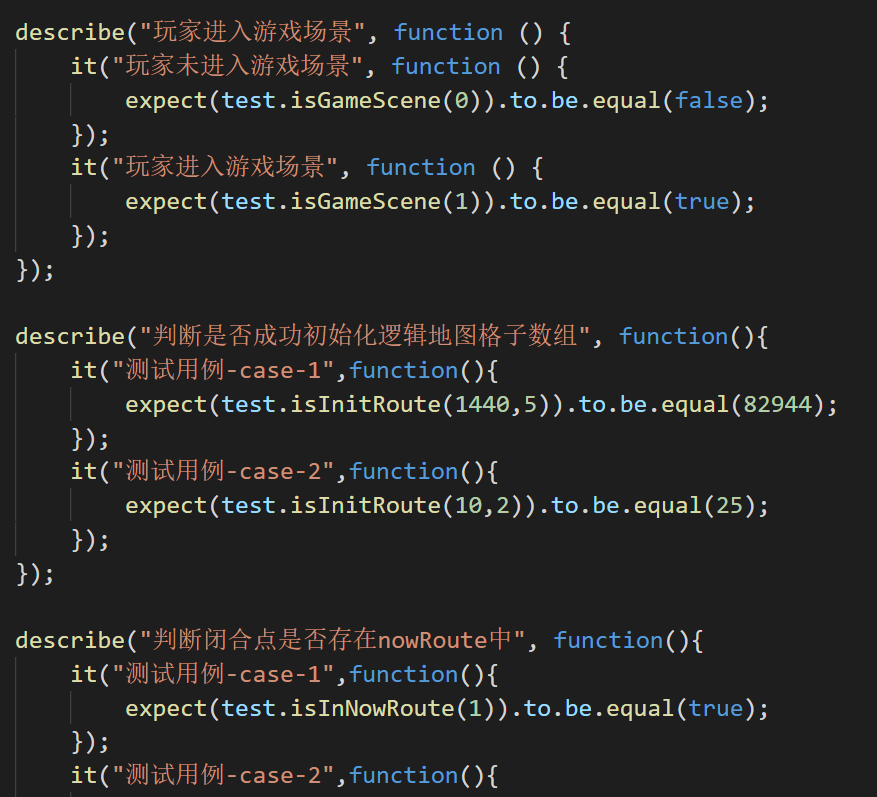 describe("玩家进入游戏场景", function () {
    it("玩家未进入游戏场景", function () {
        expect(test.isGameScene(0)).to.be.equal(false);
    });
    it("玩家进入游戏场景", function () {
        expect(test.isGameScene(1)).to.be.equal(true);
    });
});

describe("判断是否成功初始化逻辑地图格子数组", function(){
    it("测试用例-case-1",function(){
        expect(test.isInitRoute(1440,5)).to.be.equal(82944);
    });
    it("测试用例-case-2",function(){
        expect(test.isInitRoute(10,2)).to.be.equal(25);
    });
});

describe("判断闭合点是否存在nowRoute中", function(){
    it("测试用例-case-1",function(){
        expect(test.isInNowRoute(1)).to.be.equal(true);
    });
    it("测试用例-case-2",function(){